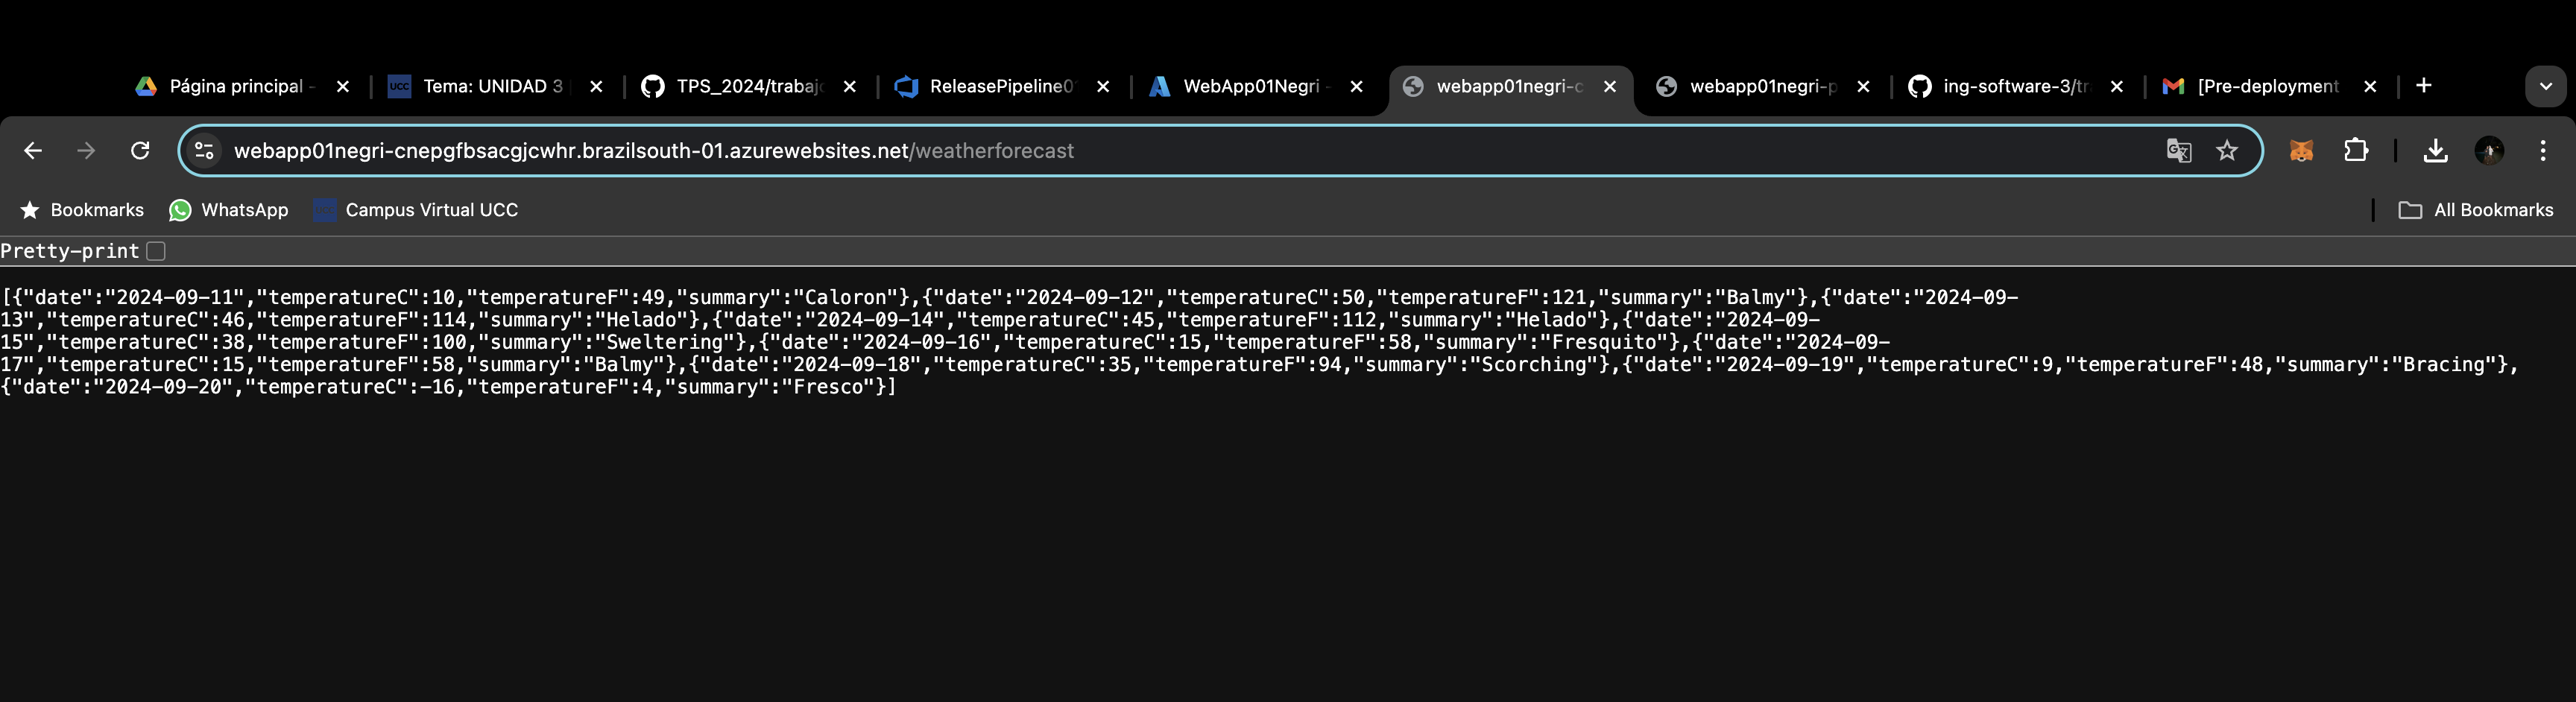 Página principal -
Tema: UNIDAD 3
TPS_2024/trabajo
ReleasePipeline01
WebApp01Negri -
webapp01negri-c
webapp01negri-p
ing-software-3/tr
[Pre-deployment
webapp01negri-cnepgfbsacgjcwhr.brazilsouth-01.azurewebsites.net/weatherforecast
Bookmarks
WhatsApp
Campus Virtual UCC
All Bookmarks
Pretty-print
[{"date":"2024-09-11","temperatureC":10,"temperatureF":49,"summary":"Caloron"},{"date":"2024-09-12","temperatureC":50,"temperatureF":121,"summary":"Balmy"},{"date":"2024-09-
13","temperatureC":46,"temperatureF":114,"summary":"Helado"},{"date":"2024-09-14","temperatureC":45,"temperatureF":112,"summary":"Helado"},{"date":"2024-09-
15","temperatureC":38,"temperatureF":100,"summary":"Sweltering"},{"date":"2024-09-16","temperatureC":15,"temperatureF":58,"summary":"Fresquito"},{"date":"2024-09-
17","temperatureC":15,"temperatureF":58,"summary":"Balmy"},{"date":"2024-09-18","temperatureC":35,"temperatureF":94,"summary":"Scorching"},{"date":"2024-09-19","temperatureC":9,"temperatureF":48,"summary":"Bracing"},
{"date":"2024-09-20","temperatureC":-16,"temperatureF":4,"summary":"Fresco"}]